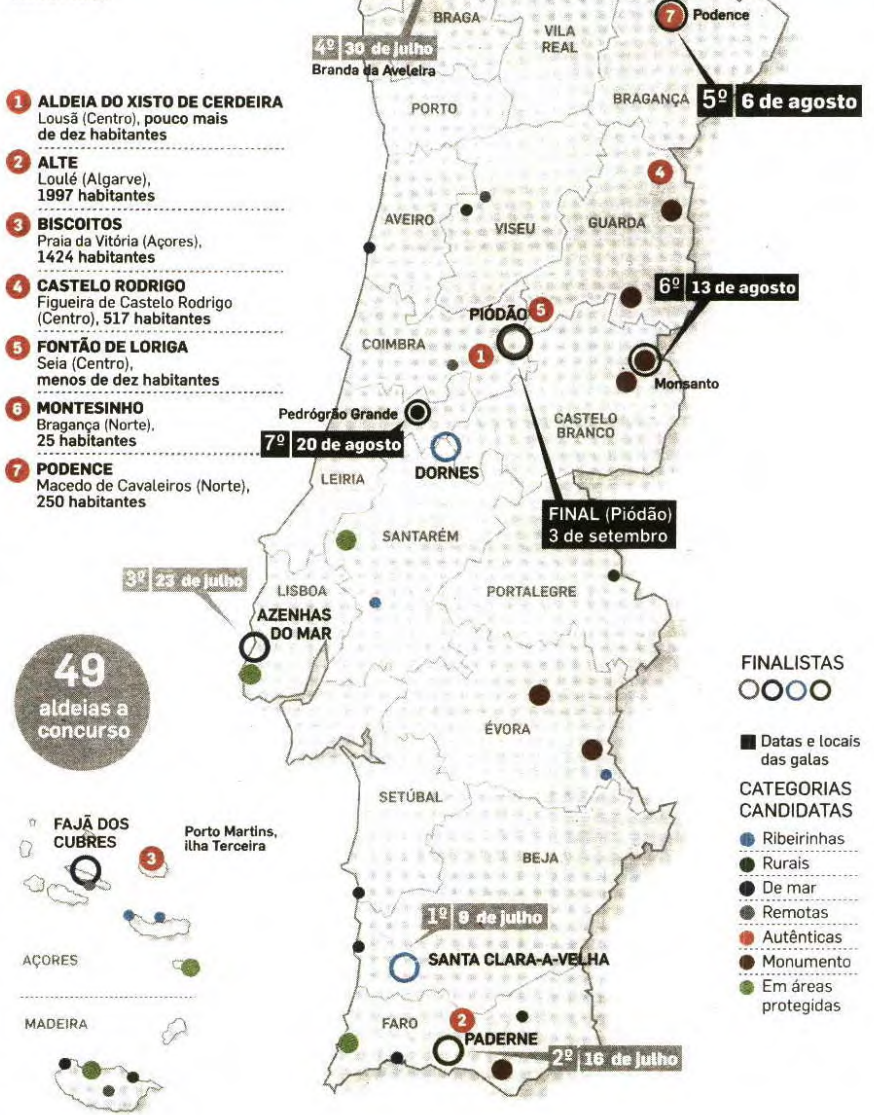 BRAGA
VILA
REAL
7 Podence
4º 30 de julho
Branda da Aveleira
PORTO
BRAGANÇA
5º 6 de agosto
1 ALDEIA DO XISTO DE CERDEIRA
Lousã (Centro), pouco mais
de dez habitantes
2 ALTE
Loulé (Algarve),
1997 habitantes
3 BISCOITOS
Praia da Vitória (Açores),
1424 habitantes
4 CASTELO RODRIGO
Figueira de Castelo Rodrigo
(Centro), 517 habitantes
5 FONTÃO DE LORIGA
Seia (Centro),
menos de dez habitantes
6 MONTESINHO
Bragança (Norte),
25 habitantes
7 PODENCE
Macedo de Cavaleiros (Norte),
250 habitantes
4
AVEIRO
VISEU
GUARDA
6º 13 de agosto
PIÓDÃO 5
COIMBRA
1
Monsanto
Pedrógrão Grande
7º 20 de agosto
CASTELO
BRANCO
DORNES
LEIRIA
FINAL (Piódão)
3 de setembro
SANTARÉM
3º 23 de julho
LISBOA
PORTALEGRE
AZENHAS
DO MAR
49
aldeias a
concurso
ÉVORA
SETÚBAL
BEJA
FINALISTAS
Datas e locais
das galas
CATEGORIAS
CANDIDATAS
Ribeirinhas
Rurais
De mar
Remotas
Autênticas
Monumento
Em áreas
protegidas
FAJÃ DOS
CUBRES
3
Porto Martins,
ilha Terceira
AÇORES
MADEIRA
1º 9 de julho
SANTA CLARA-A-VELHA
FARO
2
PADERNE
2º 16 de julho